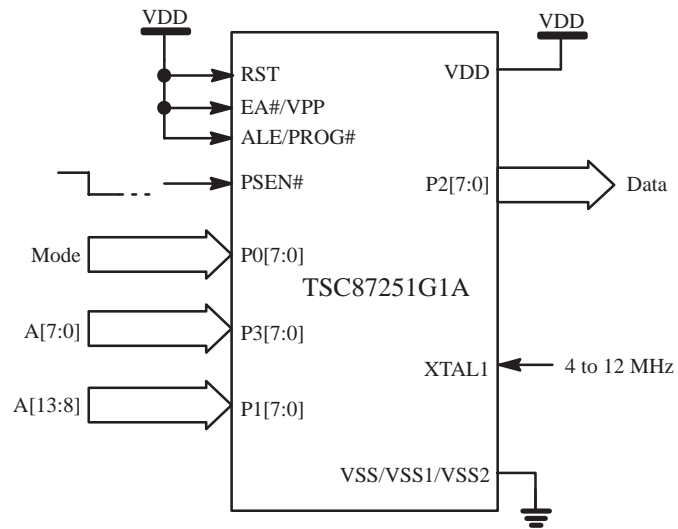 VDD
VDD
RST
VDD
EA#/VPP
ALE/PROG#
PSEN#
P2[7:0]
Data
Mode
P0[7:0]
TSC87251G1A
A[7:0]
P3[7:0]
XTAL1
4 to 12 MHz
A[13:8]
P1[7:0]
VSS/VSS1/VSS2